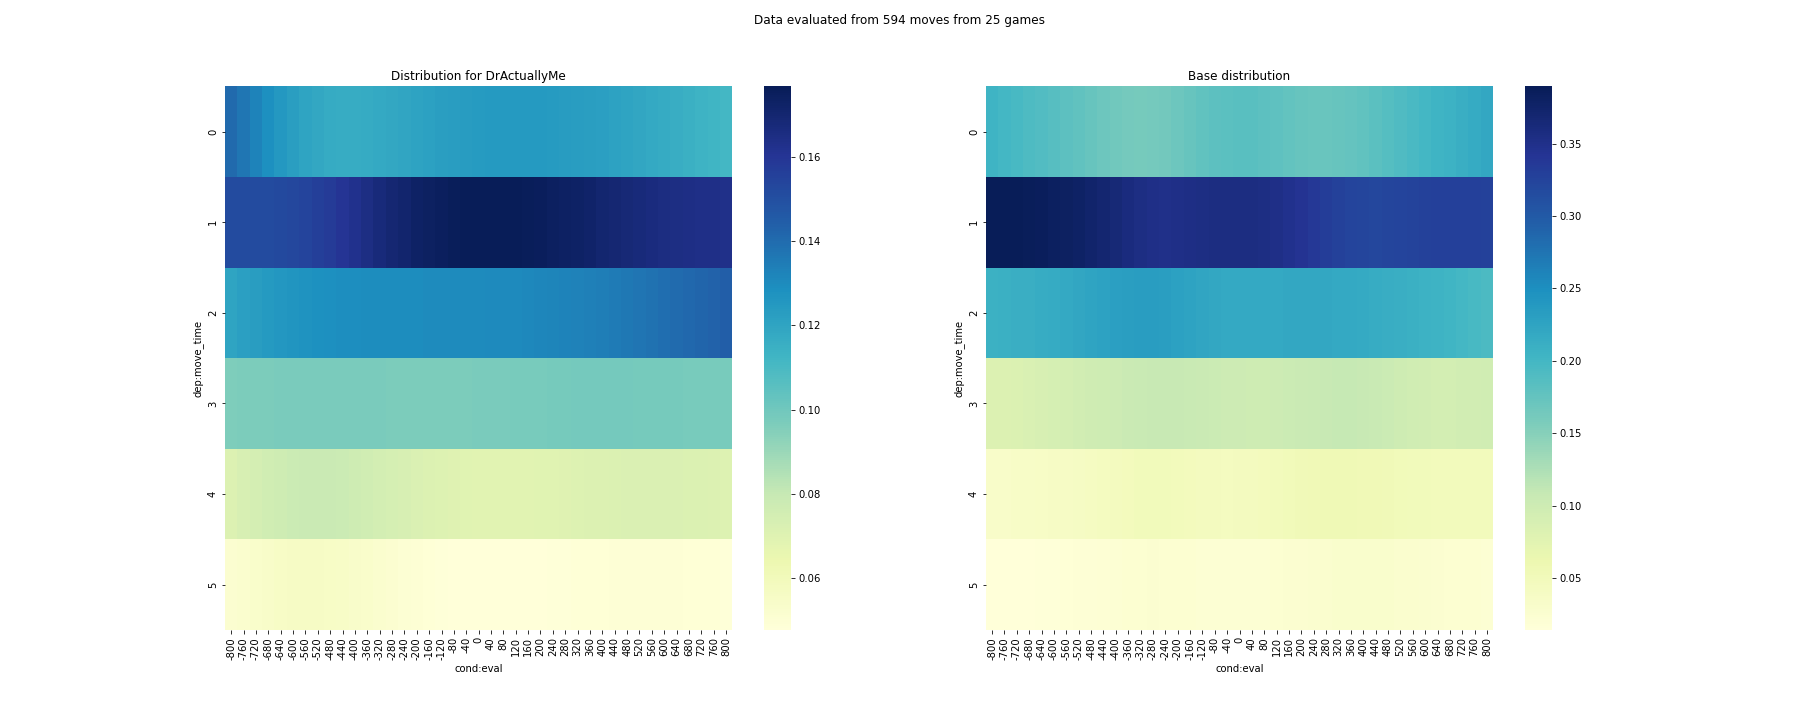 Data evaluated from 594 moves from 25 games
Distribution for DrActuallyMe
0
1
2
3
4
5
dep:move_time
-800 -760 -720 -680 -640 -600 -560 -520 -480 -440 -400 -360 -320 -280 -240 -200 -160 -120 -80 -40 0 40 80 120 160 200 240 280 320 360 400 440 480 520 560 600 640 680 720 760 800
cond:eval
0.16
0.14
0.12
0.10
0.08
0.06
Base distribution
0
1
2
3
4
5
dep:move_time
-800 -760 -720 -680 -640 -600 -560 -520 -480 -440 -400 -360 -320 -280 -240 -200 -160 -120 -80 -40 0 40 80 120 160 200 240 280 320 360 400 440 480 520 560 600 640 680 720 760 800
cond:eval
0.35
0.30
0.25
0.20
0.15
0.10
0.05